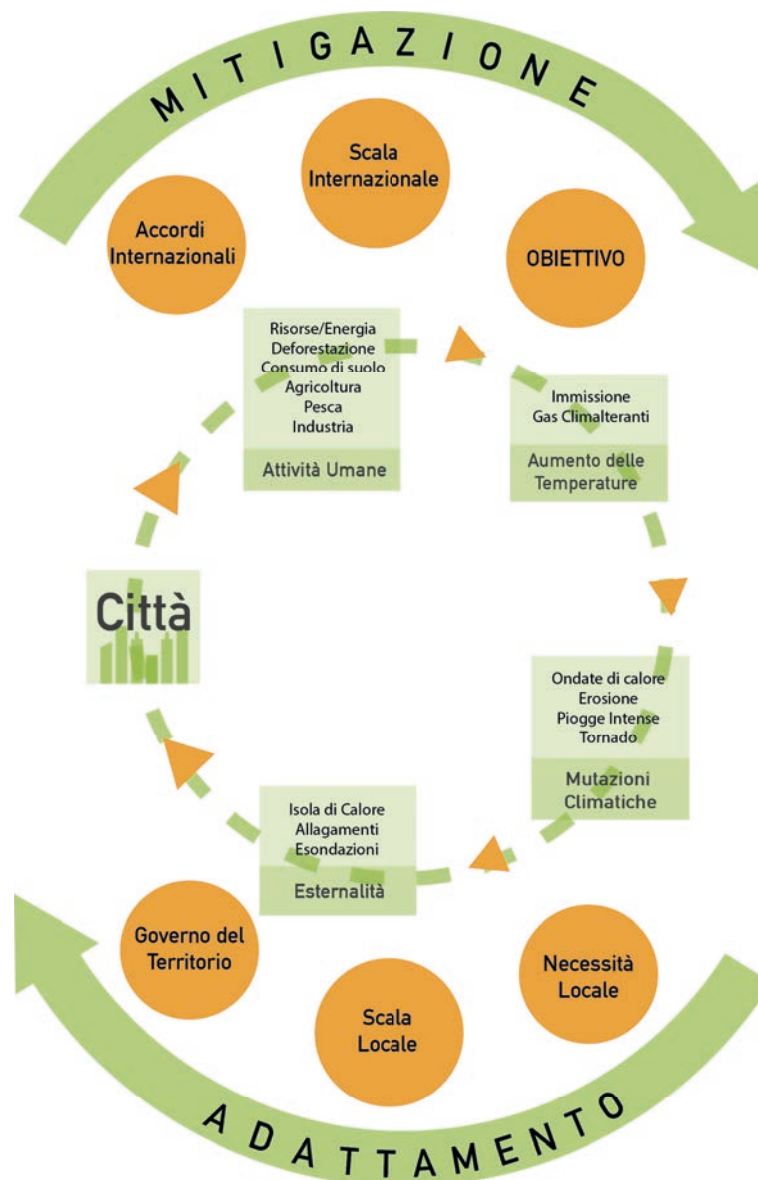 MITIGAZIONE
Scala
Internazionale
Accordi
Internazionali
OBIETTIVO
Risorse/Energia
Deforestazione
Consumo di suolo
Agricoltura
Pesca
Industria
Attività Umane
Immissione
Gas Climalteranti
Aumento delle
Temperature
Città
Ondate di calore
Erosione
Piogge Intense
Tornado
Mutazioni
Climatiche
Isola di Calore
Allagamenti
Esondazioni
Esternalità
Governo del
Territorio
Scala
Locale
Necessità
Locale
ADATTAMENTO